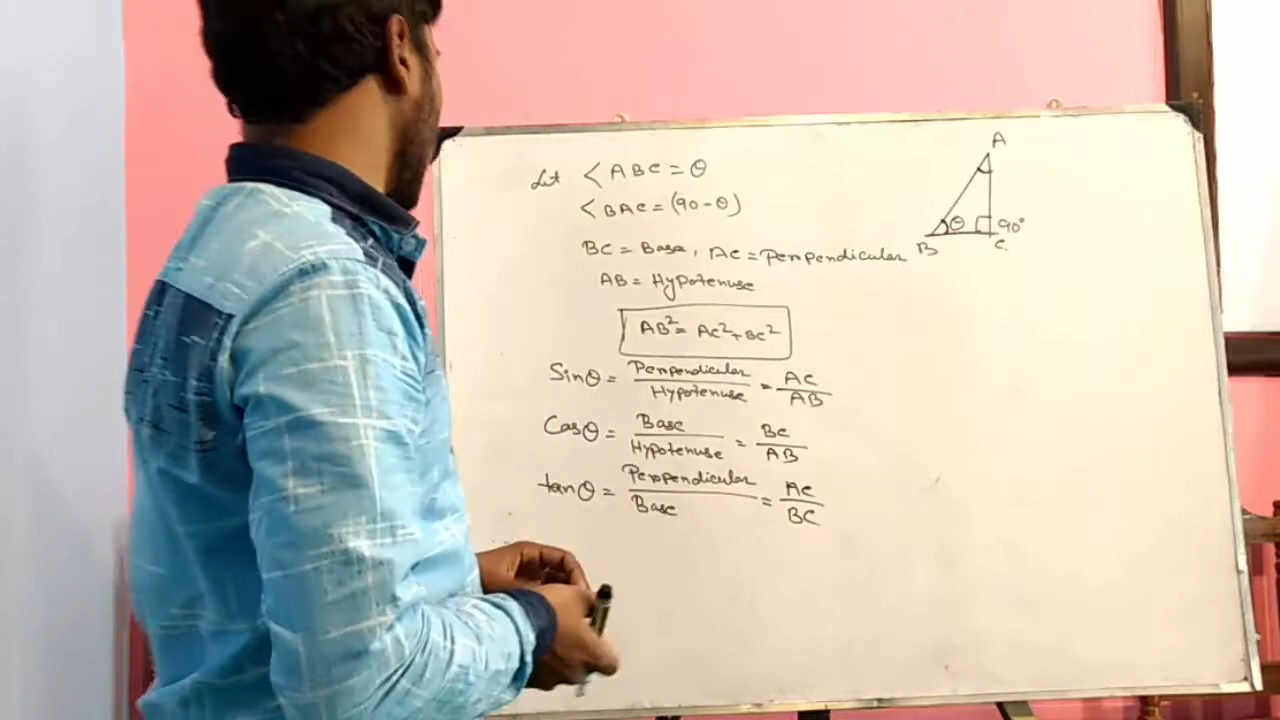 Let <ABC = θ
<BAC = (90-θ)
BC = Base, AC = Perpendicular
AB = Hypotenuse
AB² = AC² + BC²
Sinθ = Perpendicular/Hypotenuse = AC/AB
Cosθ = Base/Hypotenuse = BC/AB
tanθ = Perpendicular/Base = AC/BC
A
θ 90°
B C